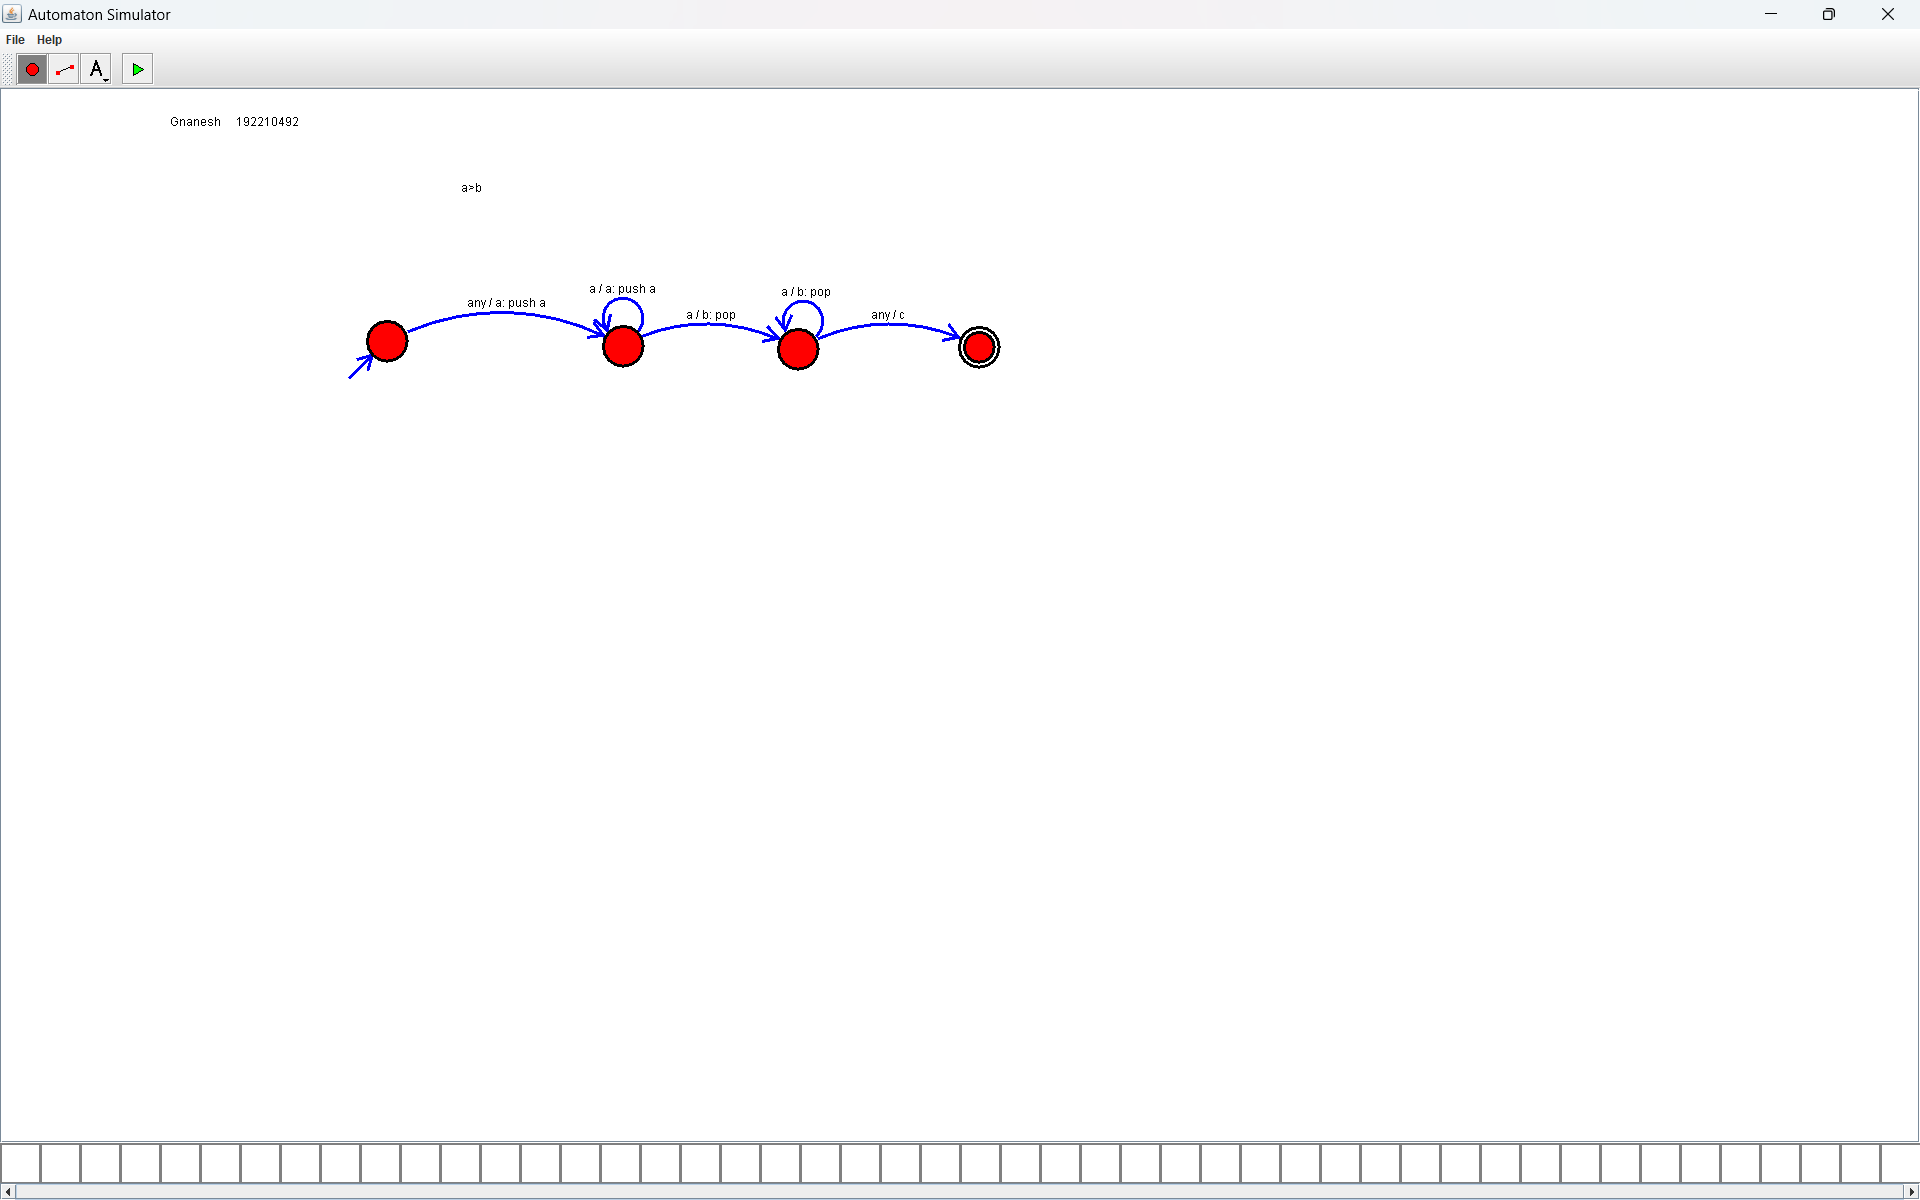 Automaton Simulator
File Help
A
Gnanesh 192210492
a>b
any / a: push a
a / a: push a
a / b: pop
a / b: pop
any / c